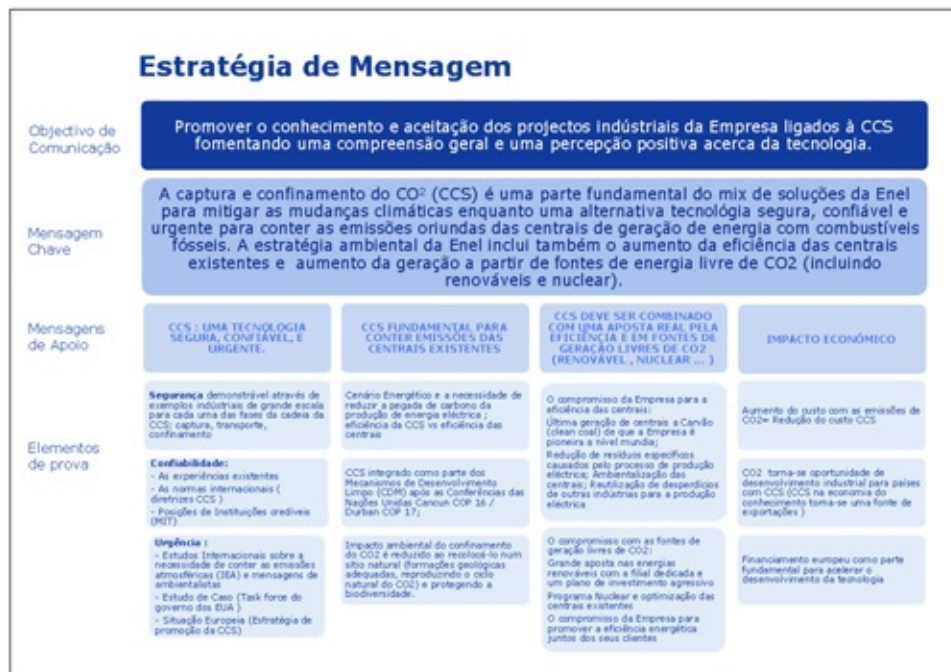 Estratégia de Mensagem
Objectivo de
Comunicação
Promover o conhecimento e aceitação dos projectos indústriais da Empresa ligados à CCS
fomentando uma compreensão geral e uma percepção positiva acerca da tecnologia.
Mensagem
Chave
A captura e confinamento do CO² (CCS) é uma parte fundamental do mix de soluções da Enel
para mitigar as mudanças climáticas enquanto uma alternativa tecnológia segura, confiável e
urgente para conter as emissões oriundas das centrais de geração de energia com combustíveis
fósseis. A estratégia ambiental da Enel inclui também o aumento da eficiência das centrais
existentes e aumento da geração a partir de fontes de energia livre de CO2 (incluindo
renováveis e nuclear).
Mensagens
de Apoio
CCS : UMA TECNOLOGIA
SEGURA, CONFIÁVEL, E
URGENTE.
CCS FUNDAMENTAL PARA
CONTER EMISSÕES DAS
CENTRAIS EXISTENTES
CCS DEVE SER COMBINADO
COM UMA APOSTA REAL PELA
EFICIÊNCIA E EM FONTES DE
GERAÇÃO LIVRES DE CO2
(RENOVÁVEL , NUCLEAR ... )
IMPACTO ECONÓMICO
Elementos
de prova
Segurança demonstrável através de
exemplos indústriais de grande escala
para cada uma das fases da cadeia da
CCS: captura, transporte,
confinamento
Confiabilidade:
- As experiências existentes
- As normas internacionais (
diretrizes CCS )
- Posições de Instituições credíveis
(MIT)
Urgência :
- Estudos Internacionais sobre a
necessidade de conter as emissões
atmosféricas (IEA) e mensagens de
ambientalistas
- Estudo de Caso (Task force do
governo dos EUA )
- Situação Europeia (Estratégia de
promoção da CCS)
Cenário Energético e a necessidade de
reduzir a pegada de carbono da
produção de energia eléctrica ;
eficiência da CCS vs eficiência das
centrais
CCS integrado como parte dos
Mecanismos de Desenvolvimento
Limpo (CDM) após as Conferências das
Nações Unidas Cancun COP 16 /
Durban COP 17;
Impacto ambiental do confinamento
do CO2 é reduzido ao recolocá-lo num
sítio natural (formações geológicas
adequadas, reproduzindo o ciclo
natural do CO2) e protegendo a
biodiversidade.
O compromisso da Empresa para a
eficiência das centrais:
Última geração de centrais a Carvão
(clean coal) de que a Empresa é
pioneira a nível mundia;
Redução de resíduos específicos
causados pelo processo de produção
eléctrica; Ambientalização das
centrais; Reutilização de desperdícios
de outras indústrias para a produção
eléctrica
O compromisso com as fontes de
geração livres de CO2:
Grande aposta nas energias
renováveis com a filial dedicada e
um plano de investimento agressivo
Programa Nuclear e optimização das
centrais existentes
O compromisso da Empresa para
promover a eficiência energética
juntos dos seus clientes
Aumento do custo com as emissões de
CO2= Redução do custo CCS
CO2 torna-se oportunidade de
desenvolvimento industrial para países
com CCS (CCS na economia do
conhecimento torna-se uma fonte de
exportações )
Financiamento europeu como parte
fundamental para acelerar o
desenvolvimento da tecnologia